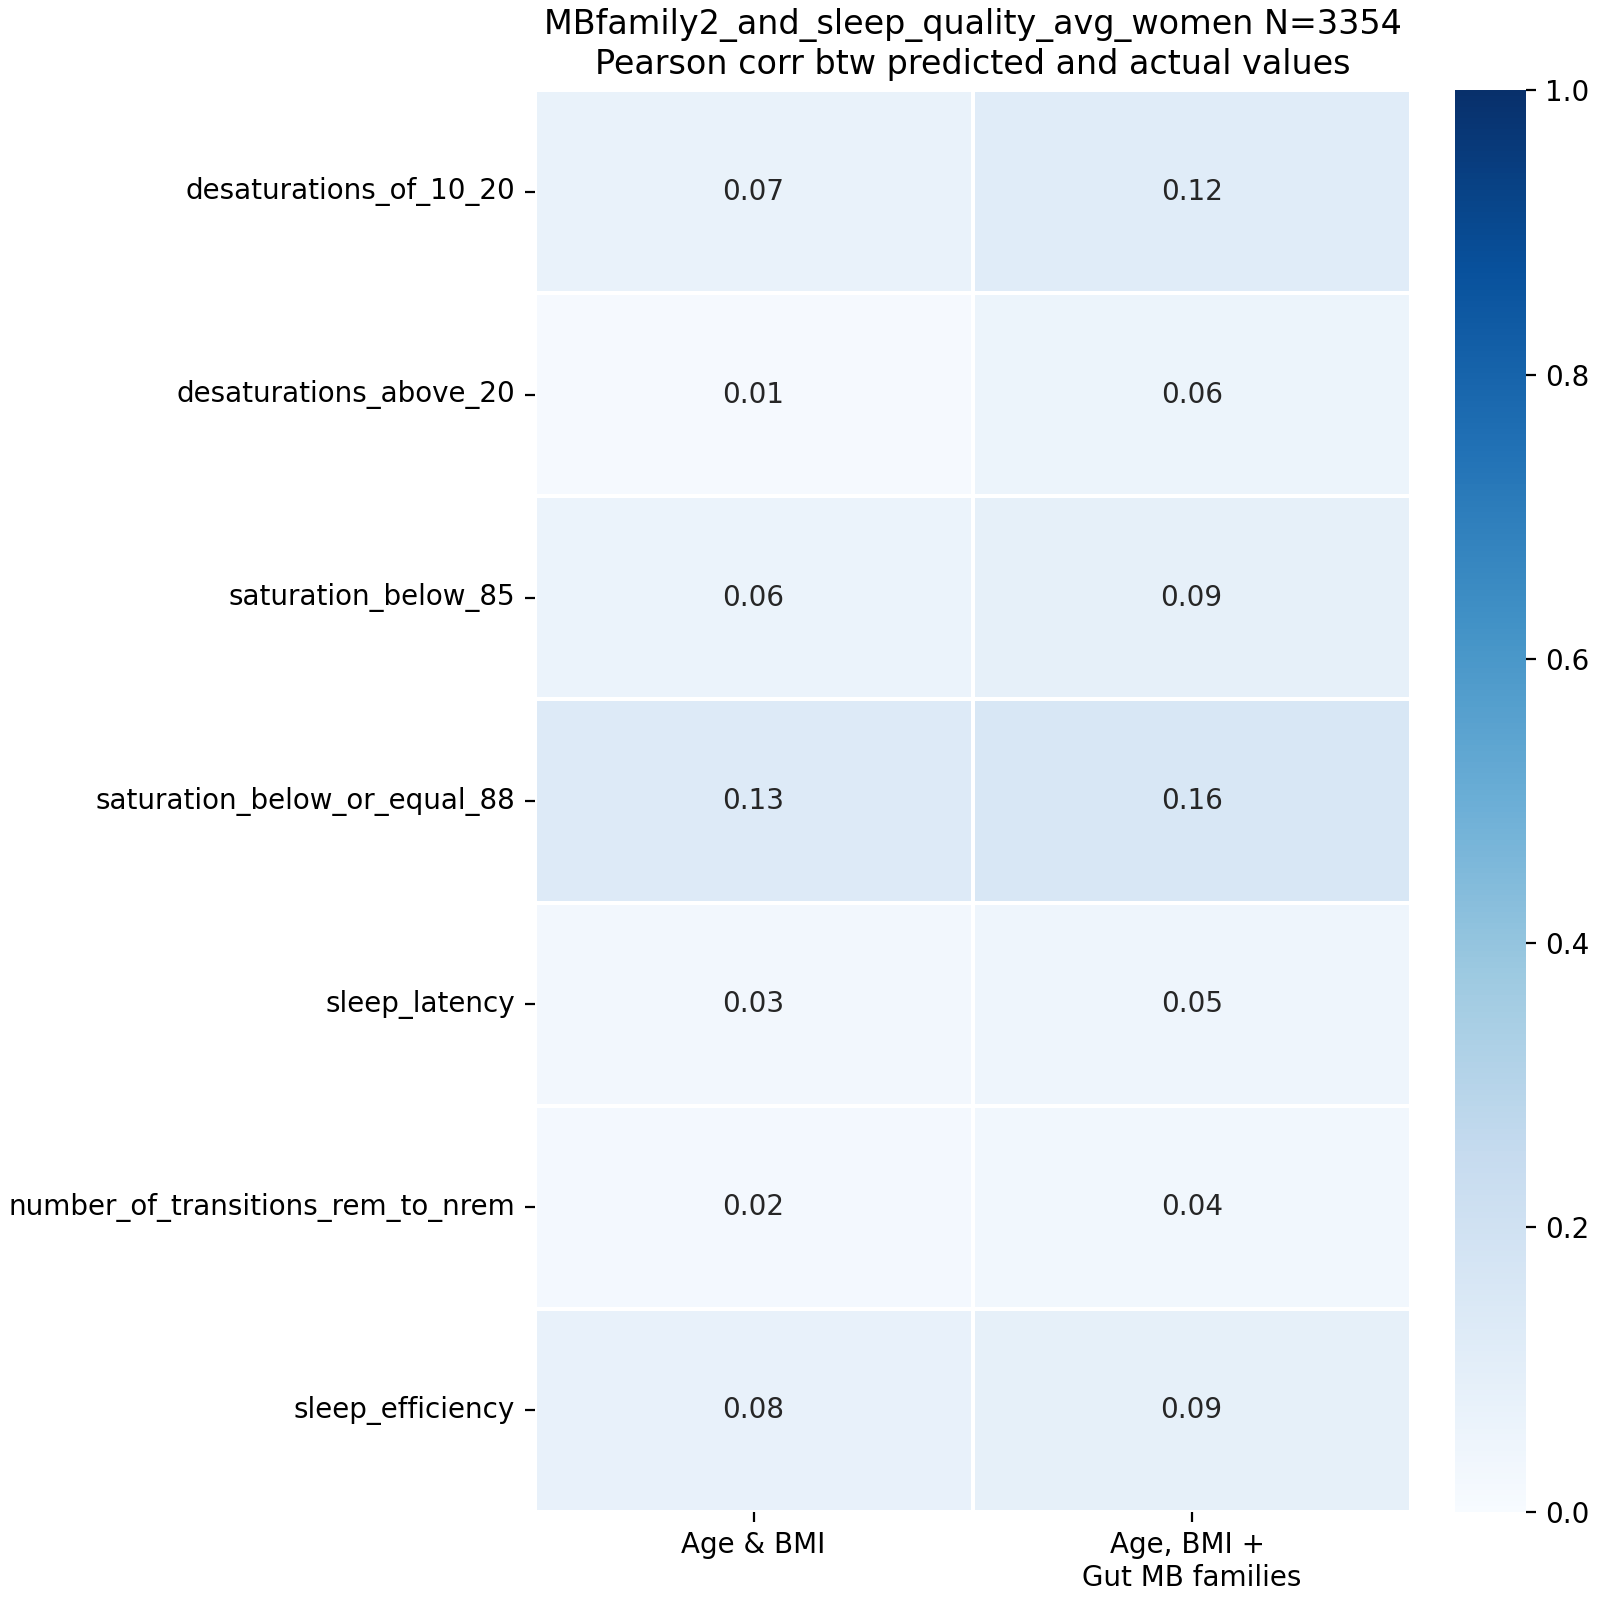 MBfamily2_and_sleep_quality_avg_women N=3354
Pearson corr btw predicted and actual values
desaturations_of_10_20 0.07 0.12
desaturations_above_20 0.01 0.06
saturation_below_85 0.06 0.09
saturation_below_or_equal_88 0.13 0.16
sleep_latency 0.03 0.05
number_of_transitions_rem_to_nrem 0.02 0.04
sleep_efficiency 0.08 0.09
Age & BMI
Age, BMI +
Gut MB families
1.0
0.8
0.6
0.4
0.2
0.0